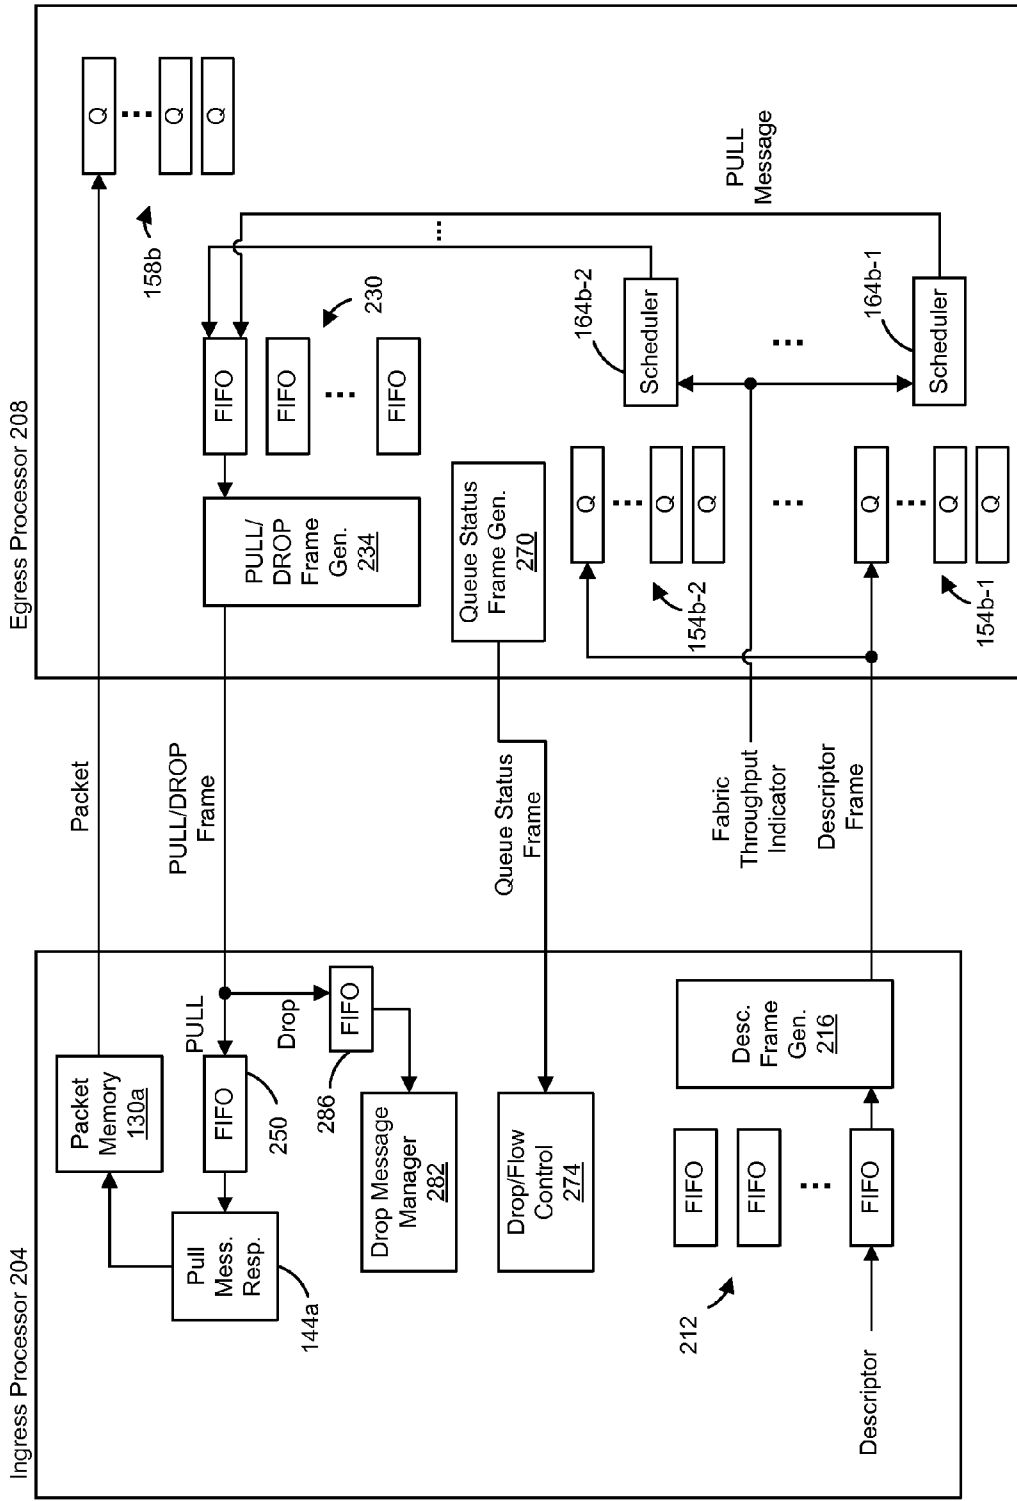 Ingress Processor 204
Packet
Memory
130a
Pull
Mess.
Resp.
144a
FIFO
250
PULL
Drop
FIFO
286
Drop Message
Manager
282
Drop/Flow
Control
274
212
FIFO
FIFO
FIFO
Descriptor
Desc.
Frame
Gen.
216
Packet
PULL/DROP
Frame
Queue Status
Frame
Fabric
Throughput
Indicator
Descriptor
Frame
Egress Processor 208
Q
Q
Q
158b
PULL/
DROP
Frame
Gen.
234
FIFO
FIFO
FIFO
230
Queue Status
Frame Gen.
270
Q
Q
Q
154b-2
Q
Q
Q
154b-1
Scheduler
164b-2
Scheduler
164b-1
PULL
Message